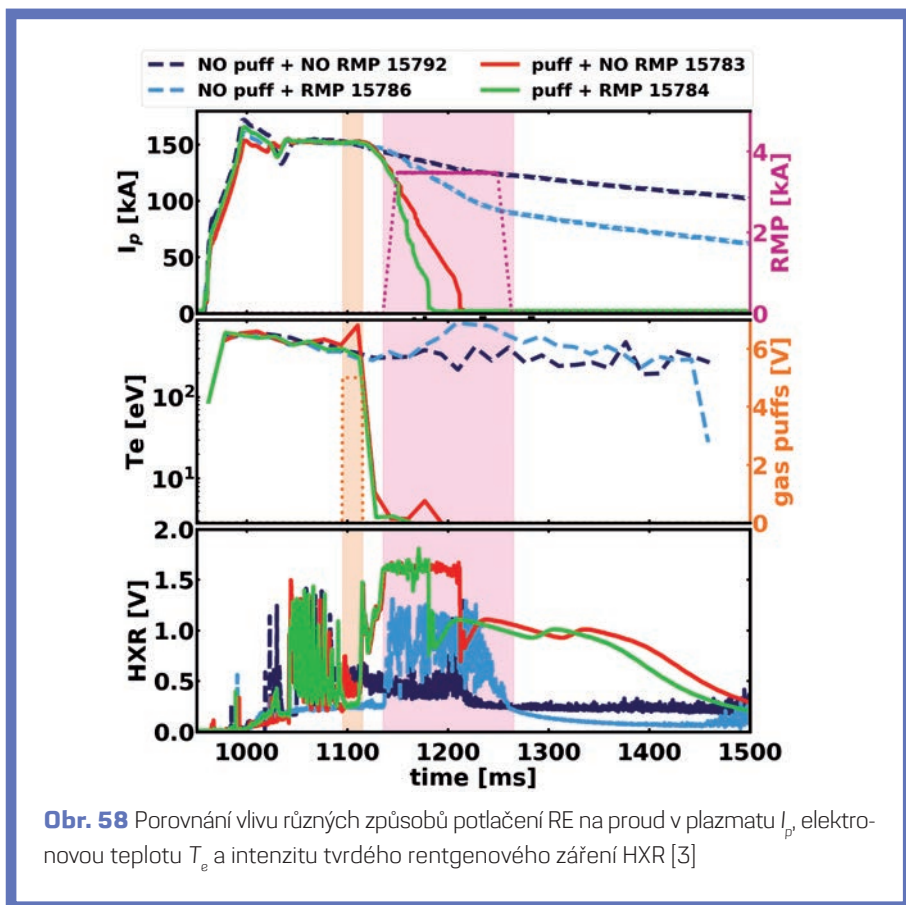 NO puff + NO RMP 15792
puff + NO RMP 15783
NO puff + RMP 15786
puff + RMP 15784
150
100
50
0
I_p [kA]
4
2
0
RMP [kA]
10²
10¹
Te [eV]
6
4
2
0
gas puffs [V]
2.0
1.5
1.0
0.5
0.0
HXR [V]
1000 1100 1200 1300 1400 1500
time [ms]
Obr. 58 Porovnání vlivu různých způsobů potlačení RE na proud v plazmatu I_p, elektro-
novou teplotu T_e a intenzitu tvrdého rentgenového záření HXR [3]